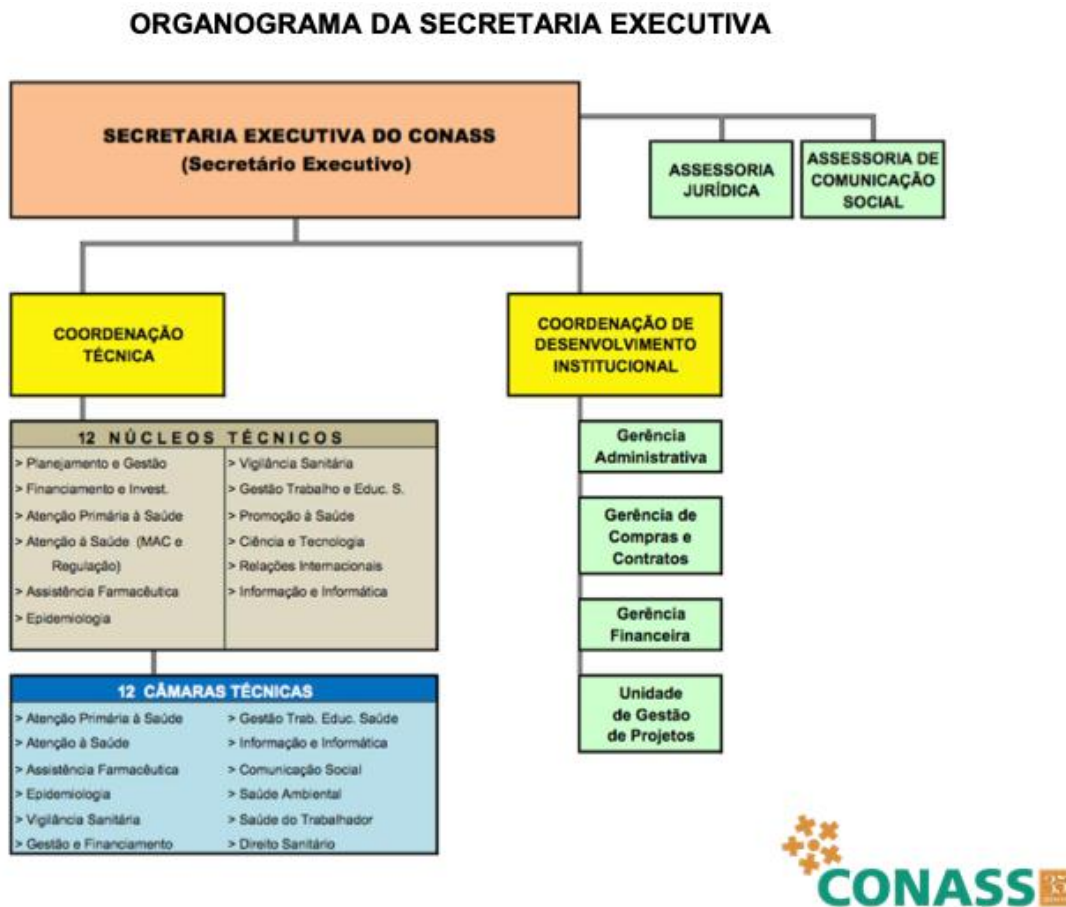 ORGANOGRAMA DA SECRETARIA EXECUTIVA
SECRETARIA EXECUTIVA DO CONASS
(Secretário Executivo)
ASSESSORIA
JURÍDICA
ASSESSORIA DE
COMUNICAÇÃO
SOCIAL
COORDENAÇÃO
TÉCNICA
COORDENAÇÃO DE
DESENVOLVIMENTO
INSTITUCIONAL
12 NÚCLEOS TÉCNICOS
> Planejamento e Gestão
> Financiamento e Invest.
> Atenção Primária à Saúde
> Atenção à Saúde (MAC e
Regulação)
> Assistência Farmacêutica
> Epidemiologia
> Vigilância Sanitária
> Gestão Trabalho e Educ. S.
> Promoção à Saúde
> Ciência e Tecnologia
> Relações Internacionais
> Informação e Informática
12 CÂMARAS TÉCNICAS
> Atenção Primária à Saúde
> Atenção à Saúde
> Assistência Farmacêutica
> Epidemiologia
> Vigilância Sanitária
> Gestão e Financiamento
> Gestão Trab. Educ. Saúde
> Informação e Informática
> Comunicação Social
> Saúde Ambiental
> Saúde do Trabalhador
> Direito Sanitário
Gerência
Administrativa
Gerência de
Compras e
Contratos
Gerência
Financeira
Unidade
de Gestão
de Projetos
CONASS